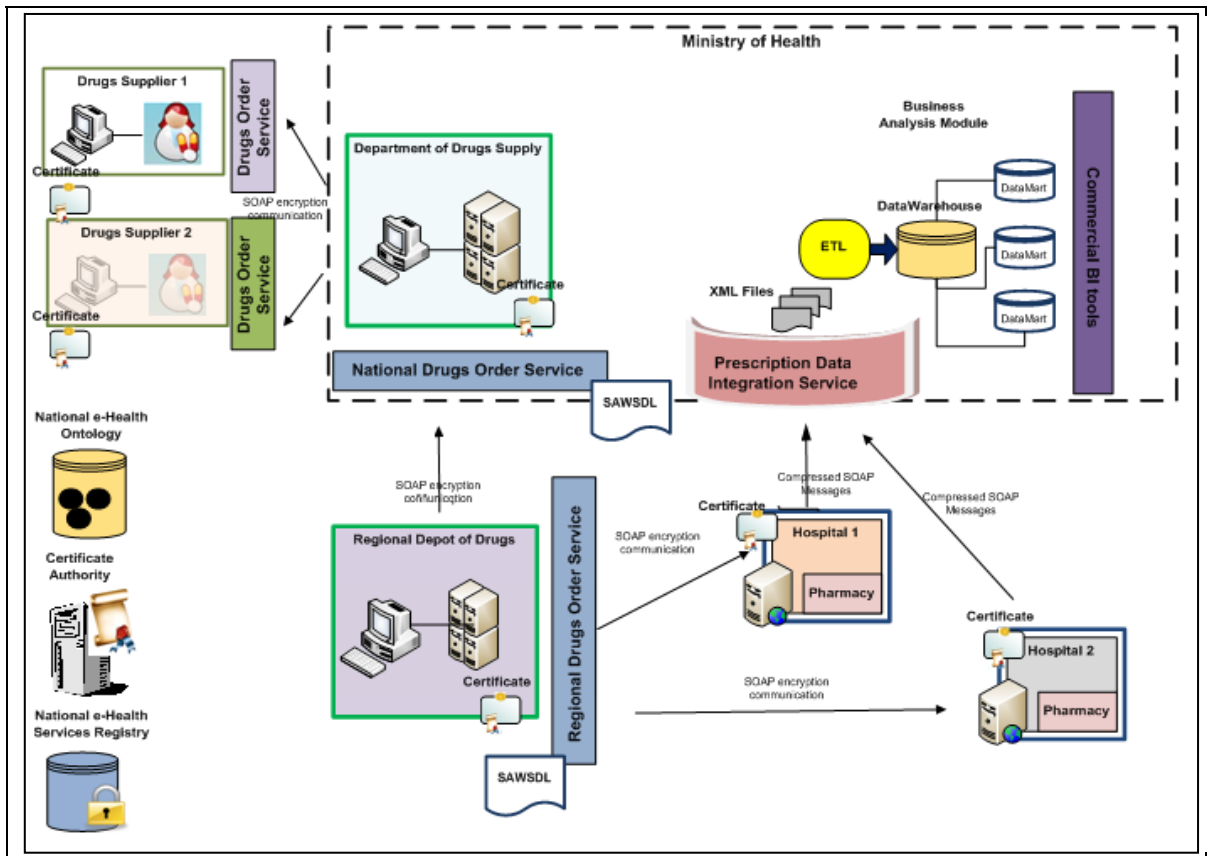 Ministry of Health
Drugs Supplier 1
Drugs Order
Service
Certificate
SOAP encryption
communication
Drugs Supplier 2
Drugs Order
Service
Certificate
Department of Drugs Supply
Certificate
National Drugs Order Service
SAWSDL
Business
Analysis Module
DataWarehouse
ETL
XML Files
DataMart
DataMart
DataMart
Commercial BI tools
Prescription Data
Integration Service
National e-Health
Ontology
Certificate
Authority
National e-Health
Services Registry
SOAP encryption
communication
Regional Depot of Drugs
Certificate
Regional Drugs Order Service
SAWSDL
SOAP encryption
communication
Compressed SOAP
Messages
Certificate
Hospital 1
Pharmacy
Compressed SOAP
Messages
SOAP encryption
communication
Certificate
Hospital 2
Pharmacy